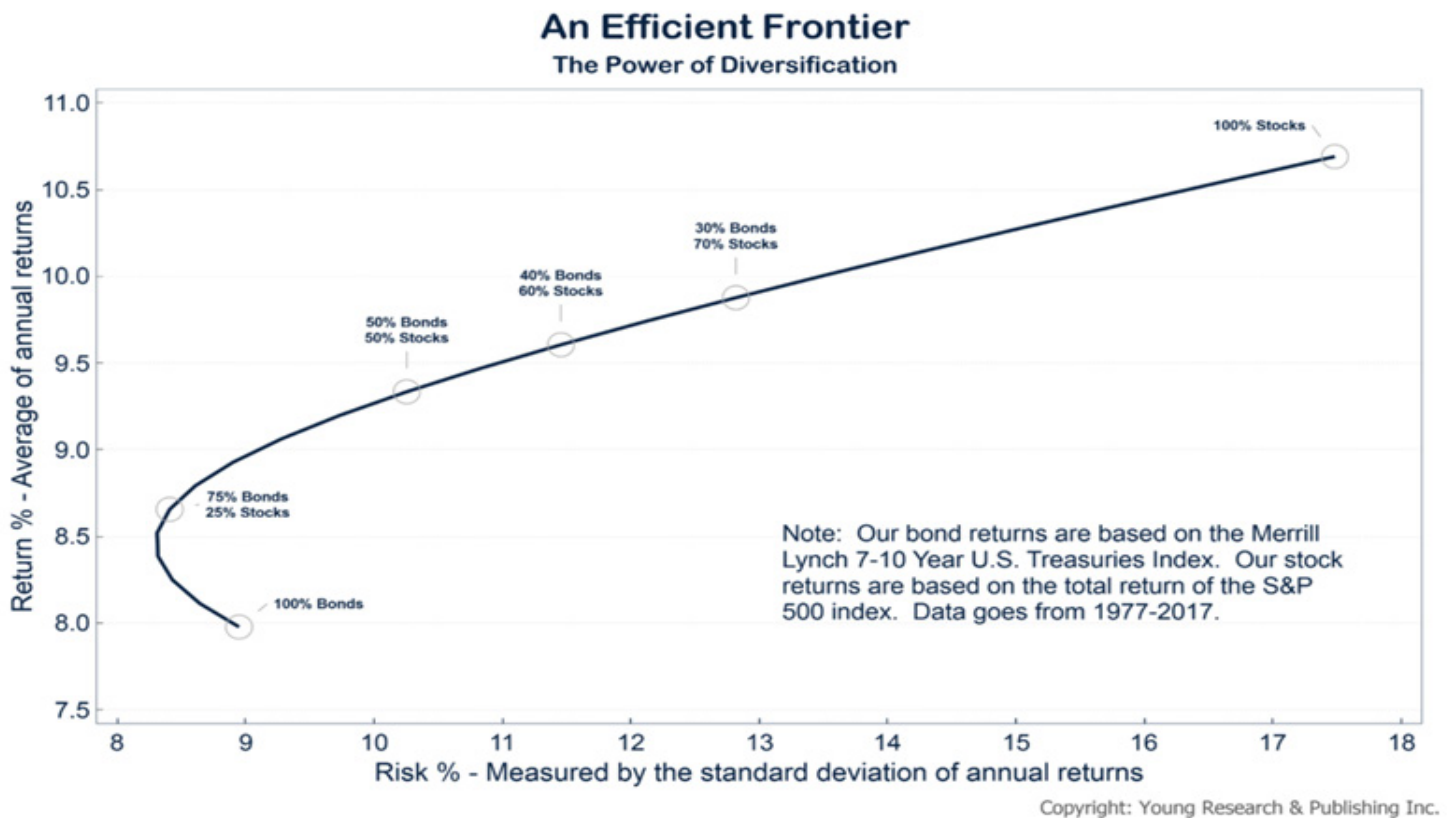 An Efficient Frontier
The Power of Diversification
Return % - Average of annual returns
11.0
10.5
10.0
9.5
9.0
8.5
8.0
7.5
100% Stocks
30% Bonds
70% Stocks
40% Bonds
60% Stocks
50% Bonds
50% Stocks
75% Bonds
25% Stocks
100% Bonds
Note: Our bond returns are based on the Merrill
Lynch 7-10 Year U.S. Treasuries Index. Our stock
returns are based on the total return of the S&P
500 index. Data goes from 1977-2017.
8 9 10 11 12 13 14 15 16 17 18
Risk % - Measured by the standard deviation of annual returns
Copyright: Young Research & Publishing Inc.